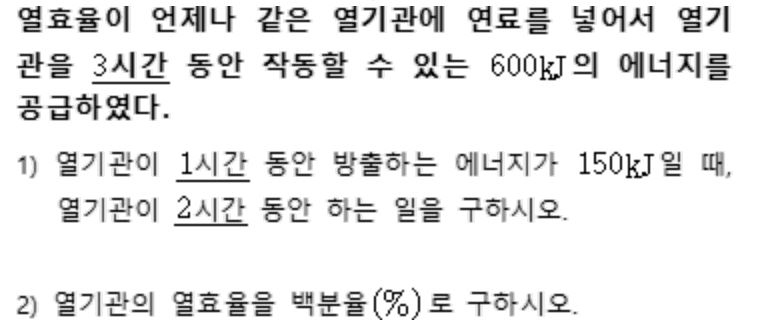 열효율이 언제나 같은 열기관에 연료를 넣어서 열기
관을 3시간 동안 작동할 수 있는 600kJ의 에너지를
공급하였다.
1) 열기관이 1시간 동안 방출하는 에너지가 150kJ일 때,
열기관이 2시간 동안 하는 일을 구하시오.
2) 열기관의 열효율을 백분율(%)로 구하시오.